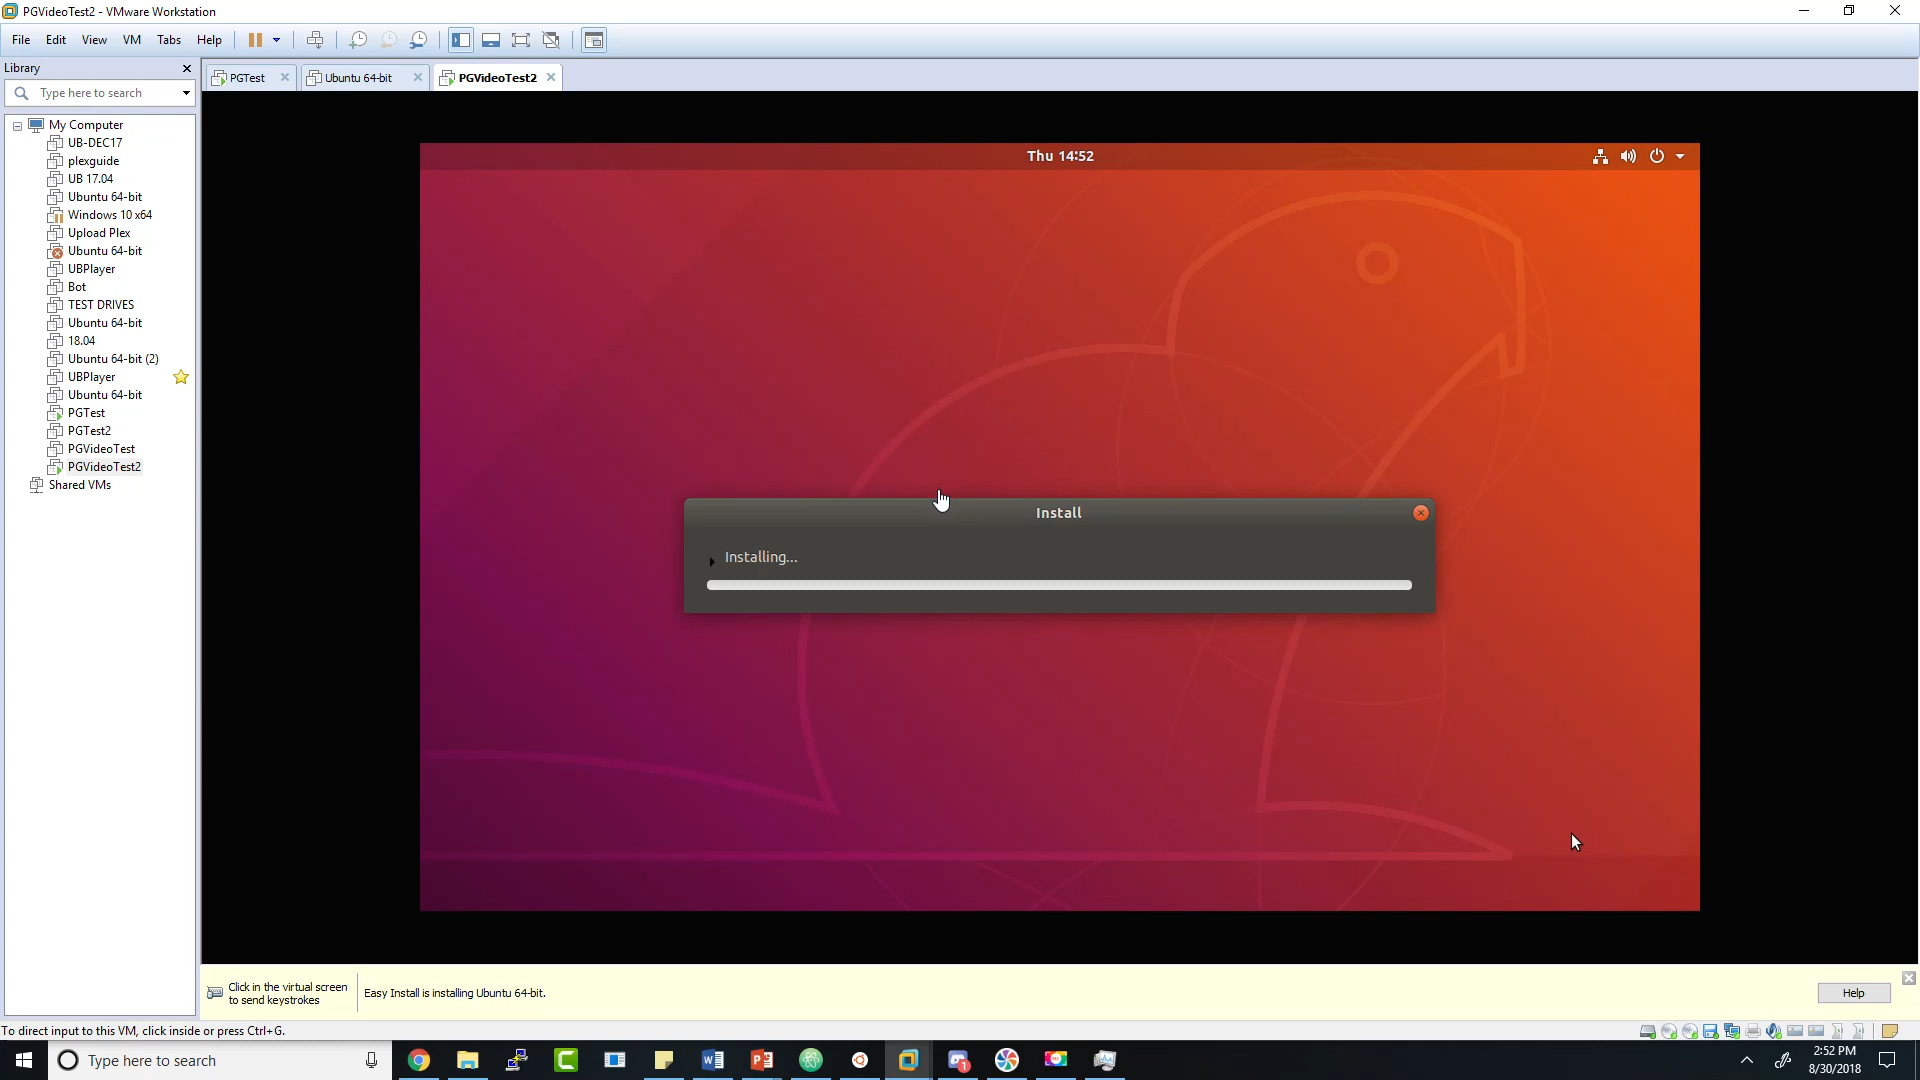 PGVideoTest2 - VMware Workstation
File Edit View VM Tabs Help
Library
Type here to search
PGTest
Ubuntu 64-bit
PGVideoTest2
My Computer
UB-DEC17
plexguide
UB 17.04
Ubuntu 64-bit
Windows 10 x64
Upload Plex
Ubuntu 64-bit
UBPlayer
Bot
TEST DRIVES
Ubuntu 64-bit
18.04
Ubuntu 64-bit (2)
UBPlayer
Ubuntu 64-bit
PGTest
PGTest2
PGVideoTest
PGVideoTest2
Shared VMs
Thu 14:52
Install
Installing...
Click in the virtual screen
to send keystrokes
Easy Install is installing Ubuntu 64-bit.
Help
To direct input to this VM, click inside or press Ctrl+G.
Type here to search
2:52 PM
8/30/2018